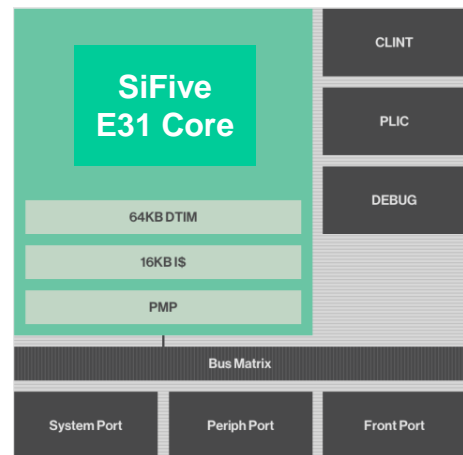 SiFive
E31 Core
64KB DTIM
16KB I$
PMP
CLINT
PLIC
DEBUG
Bus Matrix
System Port
Periph Port
Front Port